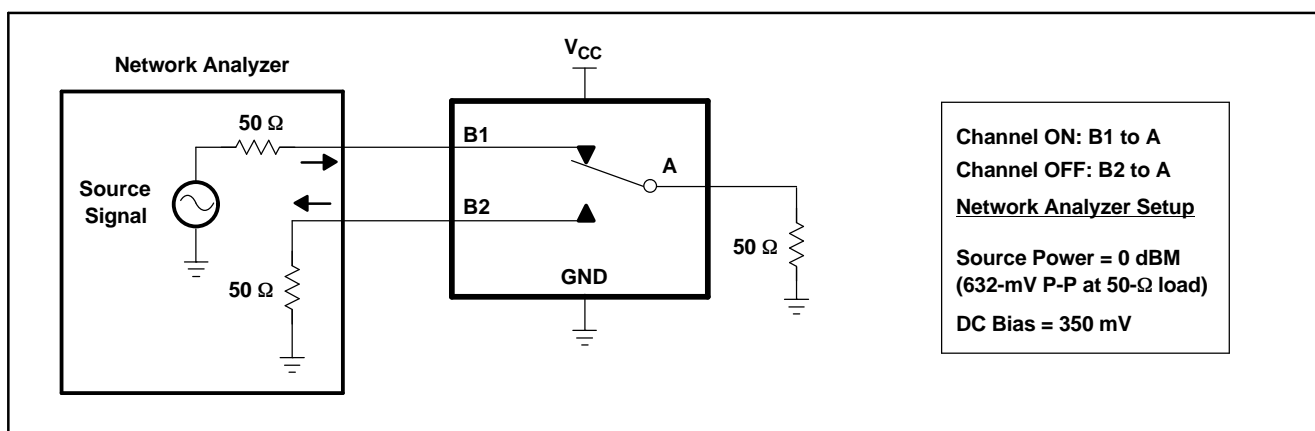 V_CC
Network Analyzer
50 Ω
B1
A
Source
Signal
B2
50 Ω
50 Ω
GND
Channel ON: B1 to A
Channel OFF: B2 to A
Network Analyzer Setup
Source Power = 0 dBM
(632-mV P-P at 50-Ω load)
DC Bias = 350 mV